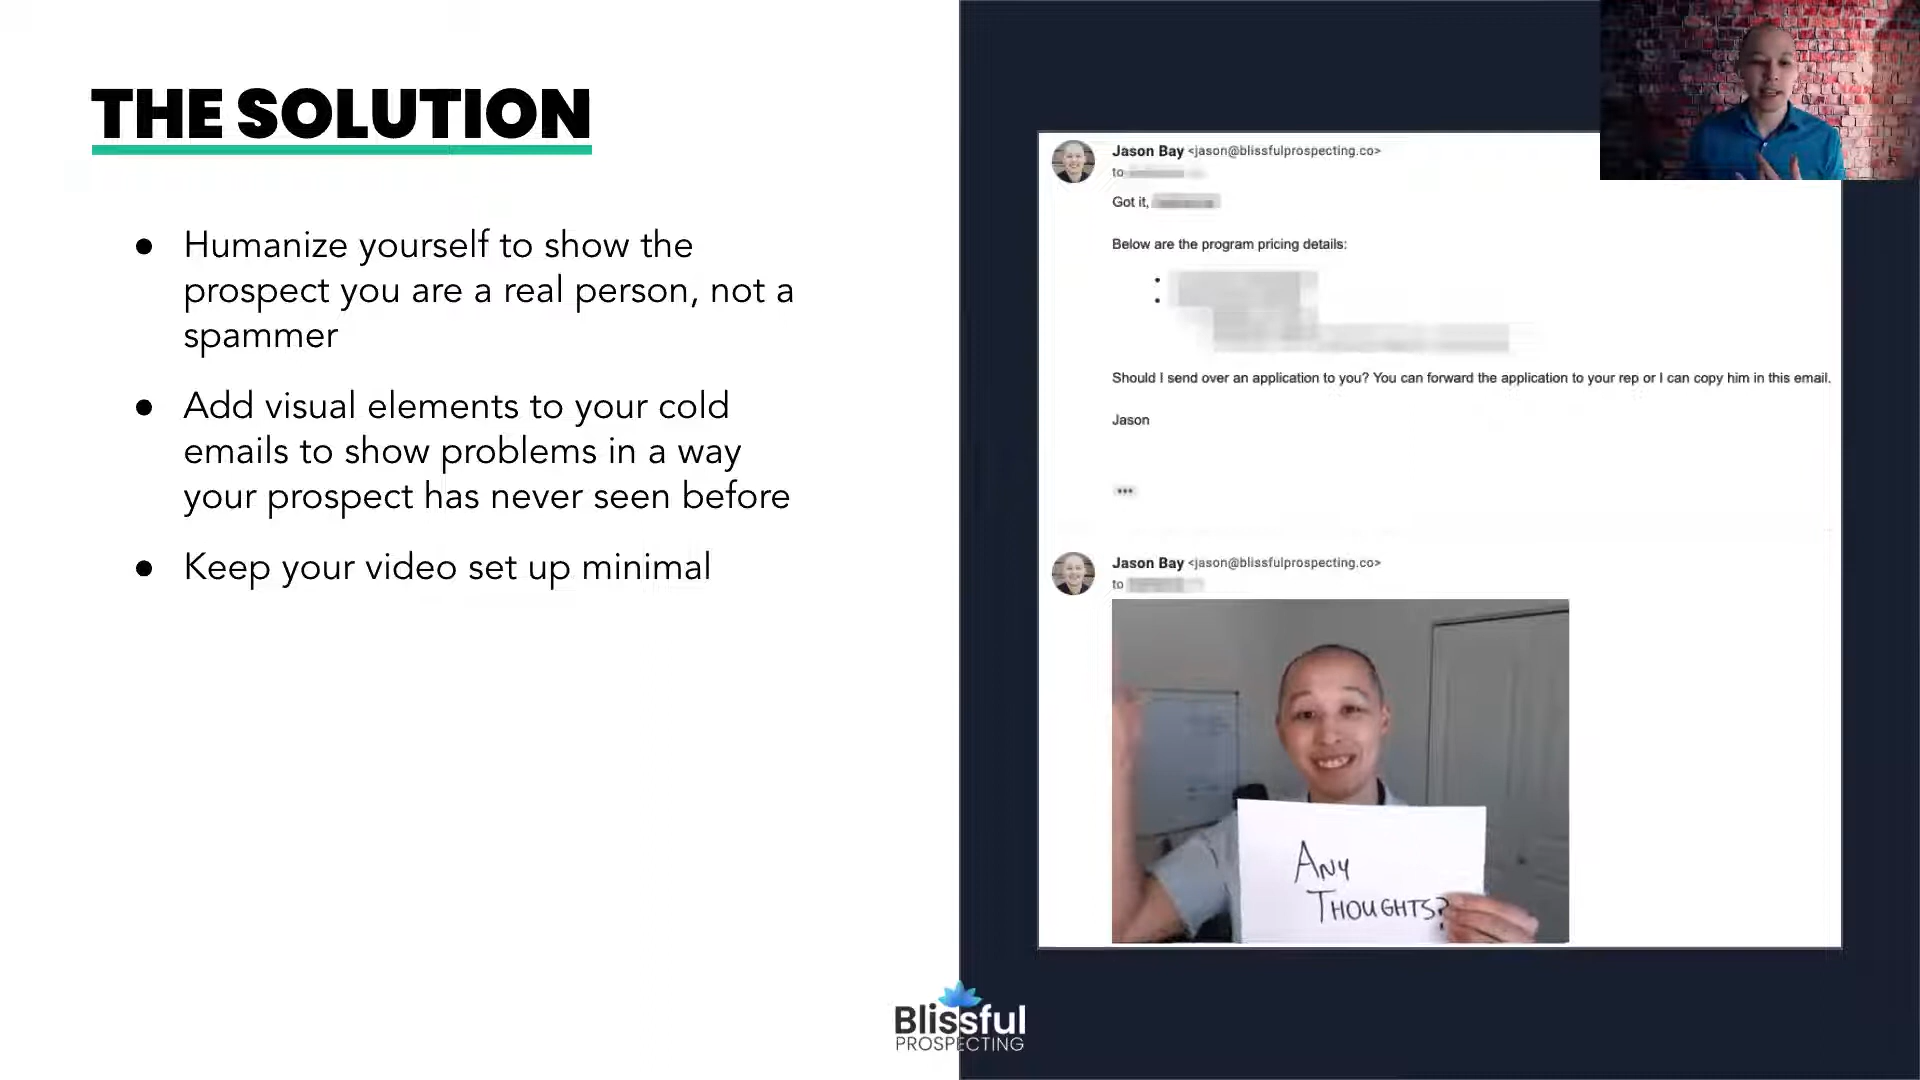 THE SOLUTION
● Humanize yourself to show the
prospect you are a real person, not a
spammer
● Add visual elements to your cold
emails to show problems in a way
your prospect has never seen before
● Keep your video set up minimal
Jason Bay <jason@blissfulprospecting.co>
to
Got it,
Below are the program pricing details:
Should I send over an application to you? You can forward the application to your rep or I can copy him in this email.
Jason
•••
Jason Bay <jason@blissfulprospecting.co>
to
ANY
THOUGHTS?
Blissful
PROSPECTING